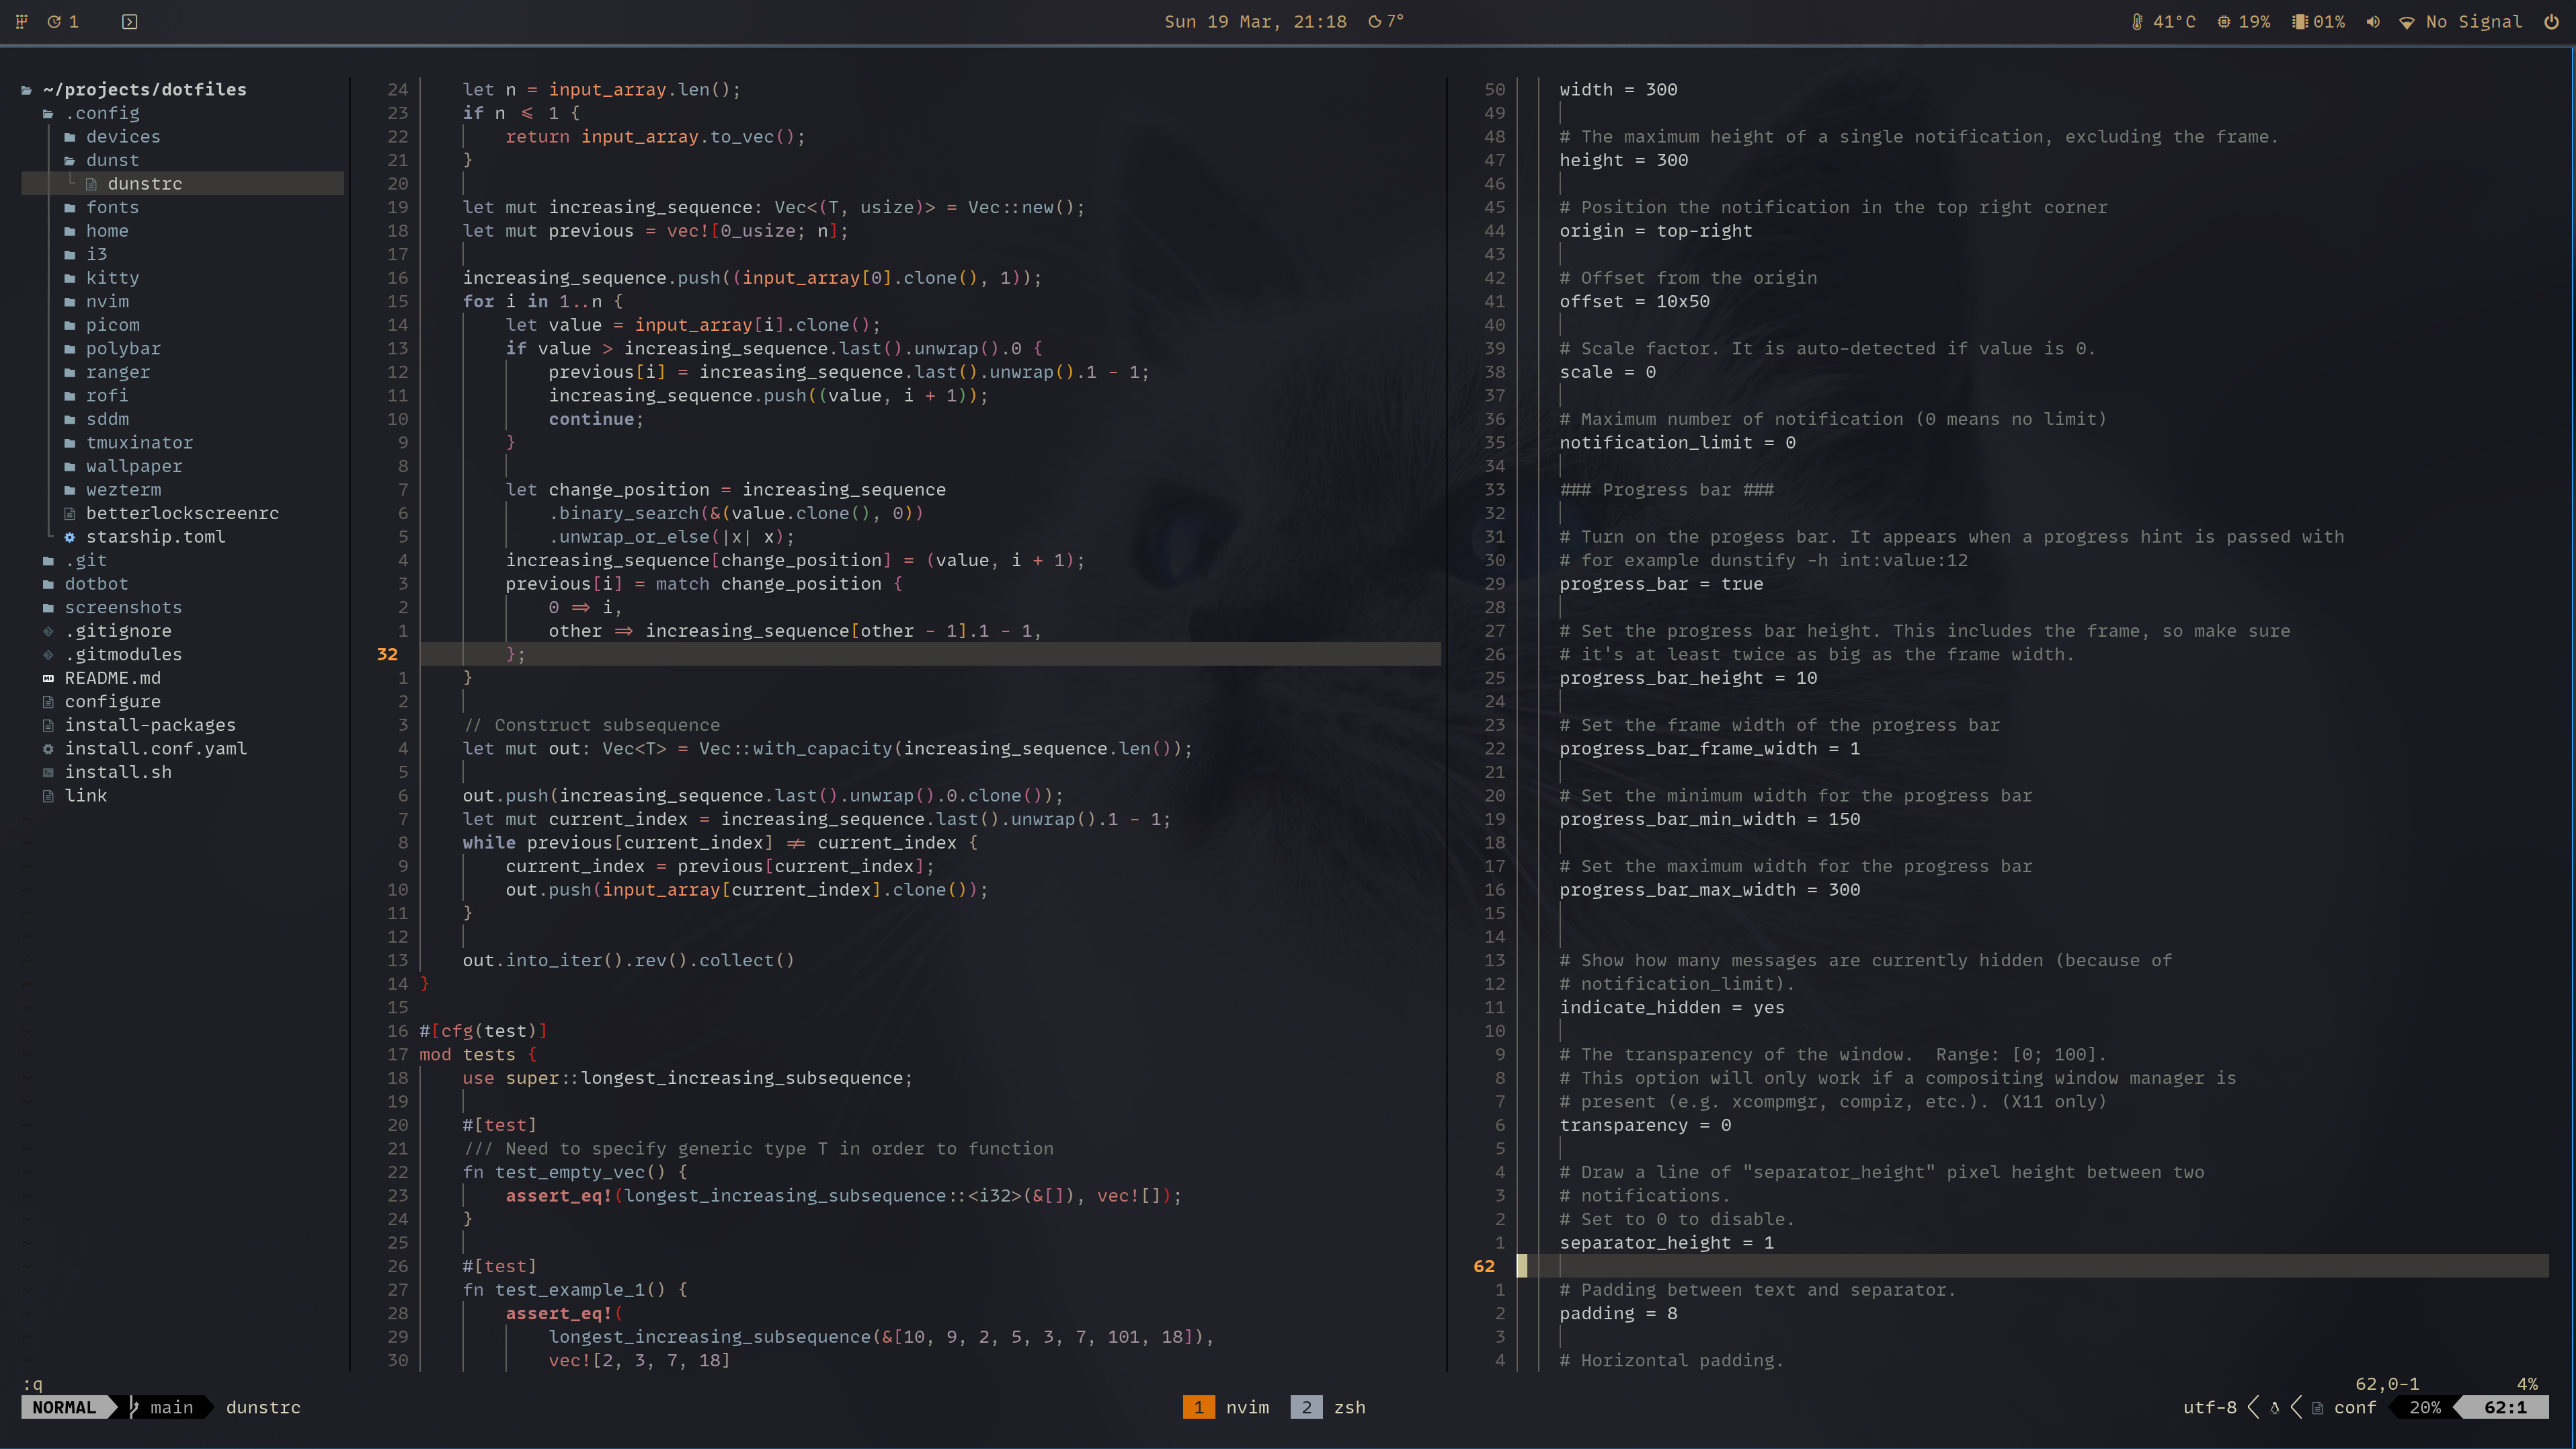 1
Sun 19 Mar, 21:18 7°
41°C 19% 01% No Signal
~/projects/dotfiles
.config
devices
dunst
dunstrc
fonts
home
i3
kitty
nvim
picom
polybar
ranger
rofi
sddm
tmuxinator
wallpaper
wezterm
betterlockscreenrc
starship.toml
.git
dotbot
screenshots
.gitignore
.gitmodules
README.md
configure
install-packages
install.conf.yaml
install.sh
link
24 let n = input_array.len();
23 if n <= 1 {
22 return input_array.to_vec();
21 }
20
19 let mut increasing_sequence: Vec<(T, usize)> = Vec::new();
18 let mut previous = vec![0_usize; n];
17
16 increasing_sequence.push((input_array[0].clone(), 1));
15 for i in 1..n {
14 let value = input_array[i].clone();
13 if value > increasing_sequence.last().unwrap().0 {
12 previous[i] = increasing_sequence.last().unwrap().1 - 1;
11 increasing_sequence.push((value, i + 1));
10 continue;
9 }
8
7 let change_position = increasing_sequence
6 .binary_search(&(value.clone(), 0))
5 .unwrap_or_else(|x| x);
4 increasing_sequence[change_position] = (value, i + 1);
3 previous[i] = match change_position {
2 0 => i,
1 other => increasing_sequence[other - 1].1 - 1,
32 };
1 }
2
3 // Construct subsequence
4 let mut out: Vec<T> = Vec::with_capacity(increasing_sequence.len());
5
6 out.push(increasing_sequence.last().unwrap().0.clone());
7 let mut current_index = increasing_sequence.last().unwrap().1 - 1;
8 while previous[current_index] != current_index {
9 current_index = previous[current_index];
10 out.push(input_array[current_index].clone());
11 }
12
13 out.into_iter().rev().collect()
14 }
15
16 #[cfg(test)]
17 mod tests {
18 use super::longest_increasing_subsequence;
19
20 #[test]
21 /// Need to specify generic type T in order to function
22 fn test_empty_vec() {
23 assert_eq!(longest_increasing_subsequence::<i32>(&[]), vec![]);
24 }
25
26 #[test]
27 fn test_example_1() {
28 assert_eq!(
29 longest_increasing_subsequence(&[10, 9, 2, 5, 3, 7, 101, 18]),
30 vec![2, 3, 7, 18]
50 width = 300
49
48 # The maximum height of a single notification, excluding the frame.
47 height = 300
46
45 # Position the notification in the top right corner
44 origin = top-right
43
42 # Offset from the origin
41 offset = 10x50
40
39 # Scale factor. It is auto-detected if value is 0.
38 scale = 0
37
36 # Maximum number of notification (0 means no limit)
35 notification_limit = 0
34
33 ### Progress bar ###
32
31 # Turn on the progess bar. It appears when a progress hint is passed with
30 # for example dunstify -h int:value:12
29 progress_bar = true
28
27 # Set the progress bar height. This includes the frame, so make sure
26 # it's at least twice as big as the frame width.
25 progress_bar_height = 10
24
23 # Set the frame width of the progress bar
22 progress_bar_frame_width = 1
21
20 # Set the minimum width for the progress bar
19 progress_bar_min_width = 150
18
17 # Set the maximum width for the progress bar
16 progress_bar_max_width = 300
15
14
13 # Show how many messages are currently hidden (because of
12 # notification_limit).
11 indicate_hidden = yes
10
9 # The transparency of the window.  Range: [0; 100].
8 # This option will only work if a compositing window manager is
7 # present (e.g. xcompmgr, compiz, etc.). (X11 only)
6 transparency = 0
5
4 # Draw a line of "separator_height" pixel height between two
3 # notifications.
2 # Set to 0 to disable.
1 separator_height = 1
62
1 # Padding between text and separator.
2 padding = 8
3
4 # Horizontal padding.
:q
62,0-1 4%
NORMAL main dunstrc 1 nvim 2 zsh utf-8 conf 20% 62:1